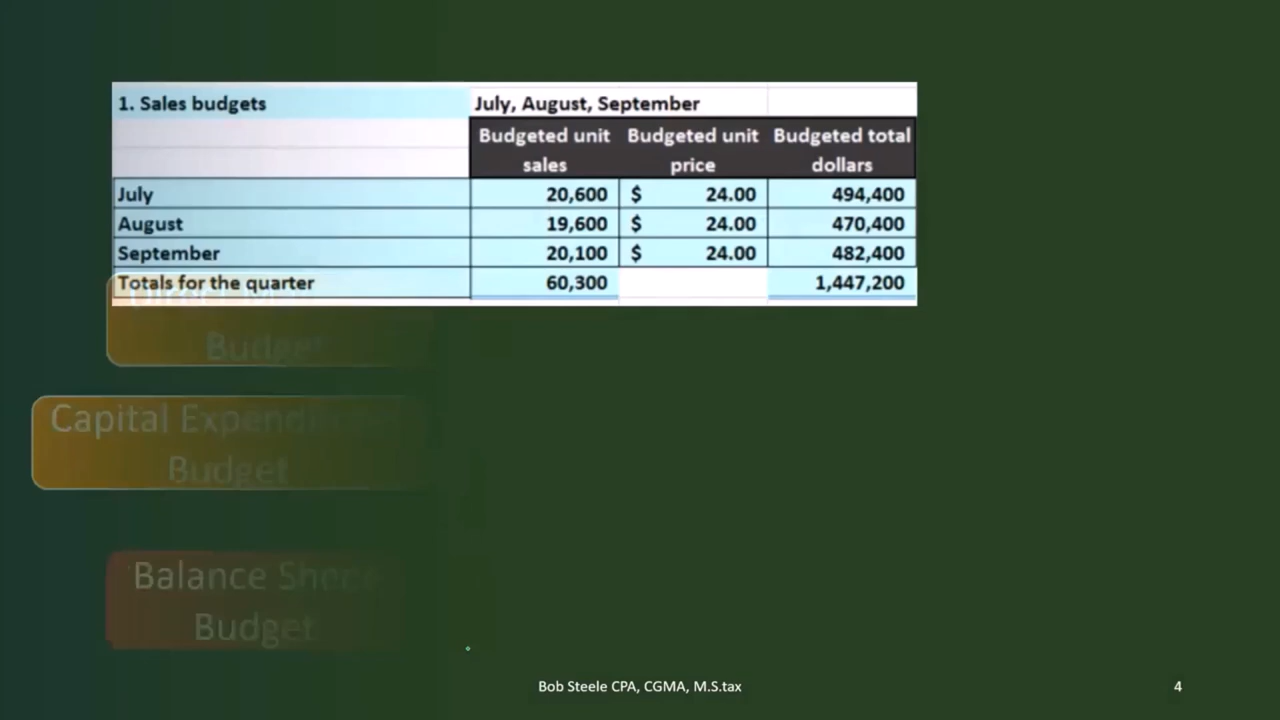 1. Sales budgets July, August, September
Budgeted unit sales Budgeted unit price Budgeted total dollars
July 20,600 $ 24.00 494,400
August 19,600 $ 24.00 470,400
September 20,100 $ 24.00 482,400
Totals for the quarter 60,300 1,447,200
Budget
Capital
Budget
Balance
Budget
Bob Steele CPA, CGMA, M.S.tax
4